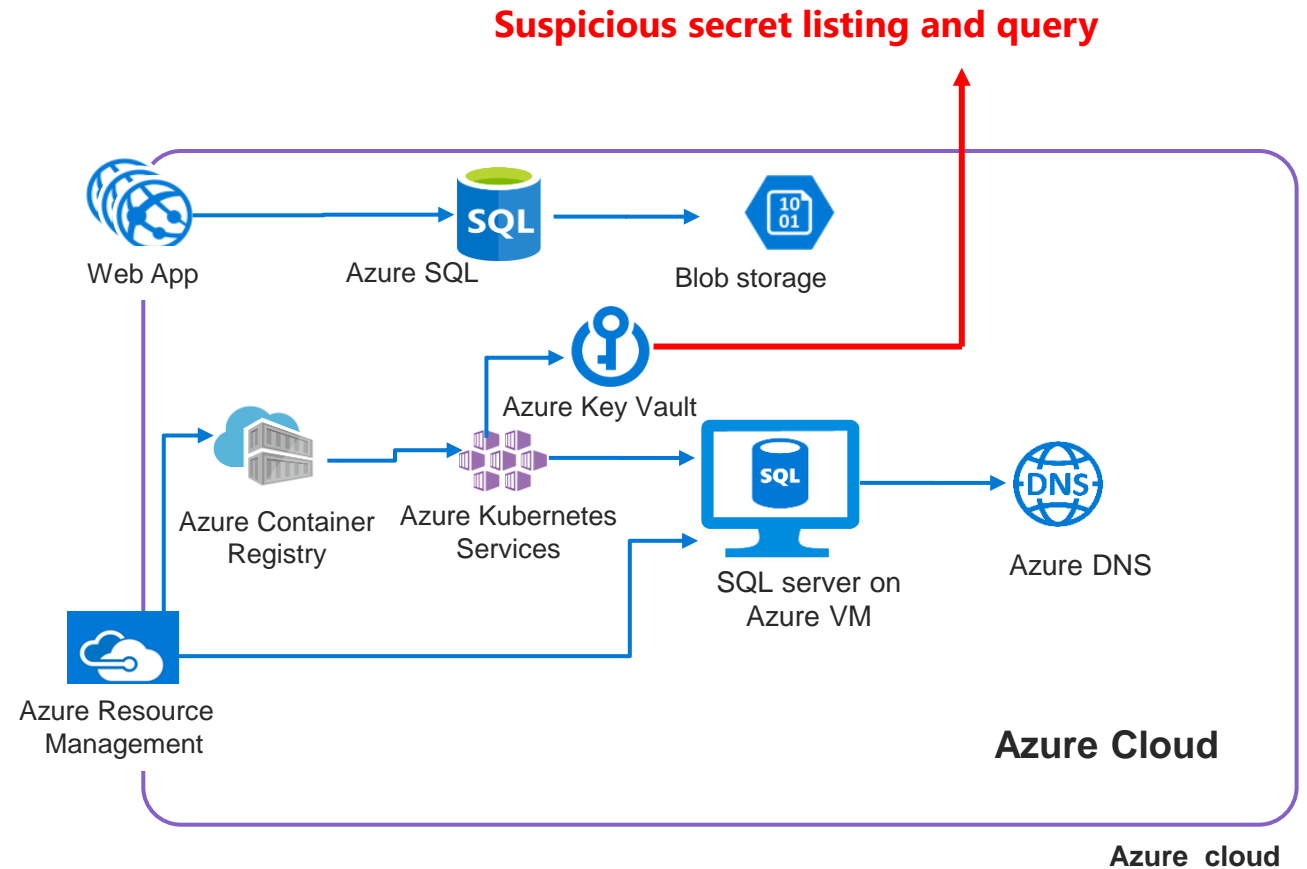 Suspicious secret listing and query
SQL
10
01
Web App
Azure SQL
Blob storage
Azure Key Vault
SQL
DNS
Azure Container
Registry
Azure Kubernetes
Services
SQL server on
Azure VM
Azure DNS
Azure Resource
Management
Azure Cloud
Azure cloud